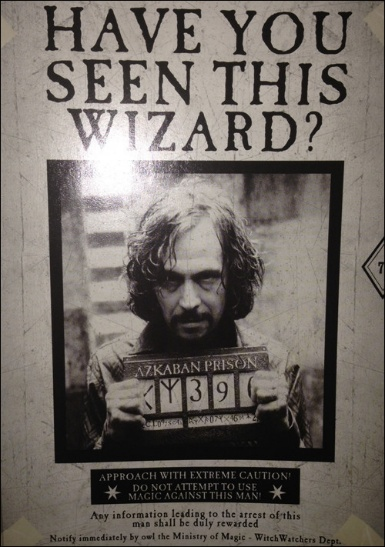 HAVE YOU
SEEN THIS
WIZARD?
7
AZKABAN PRISON
390
APPROACH WITH EXTREME CAUTION!
DO NOT ATTEMPT TO USE
MAGIC AGAINST THIS MAN!
Any information leading to the arrest of this
man shall be duly rewarded
Notify immediately by owl the Ministry of Magic - WitchWatchers Dept.